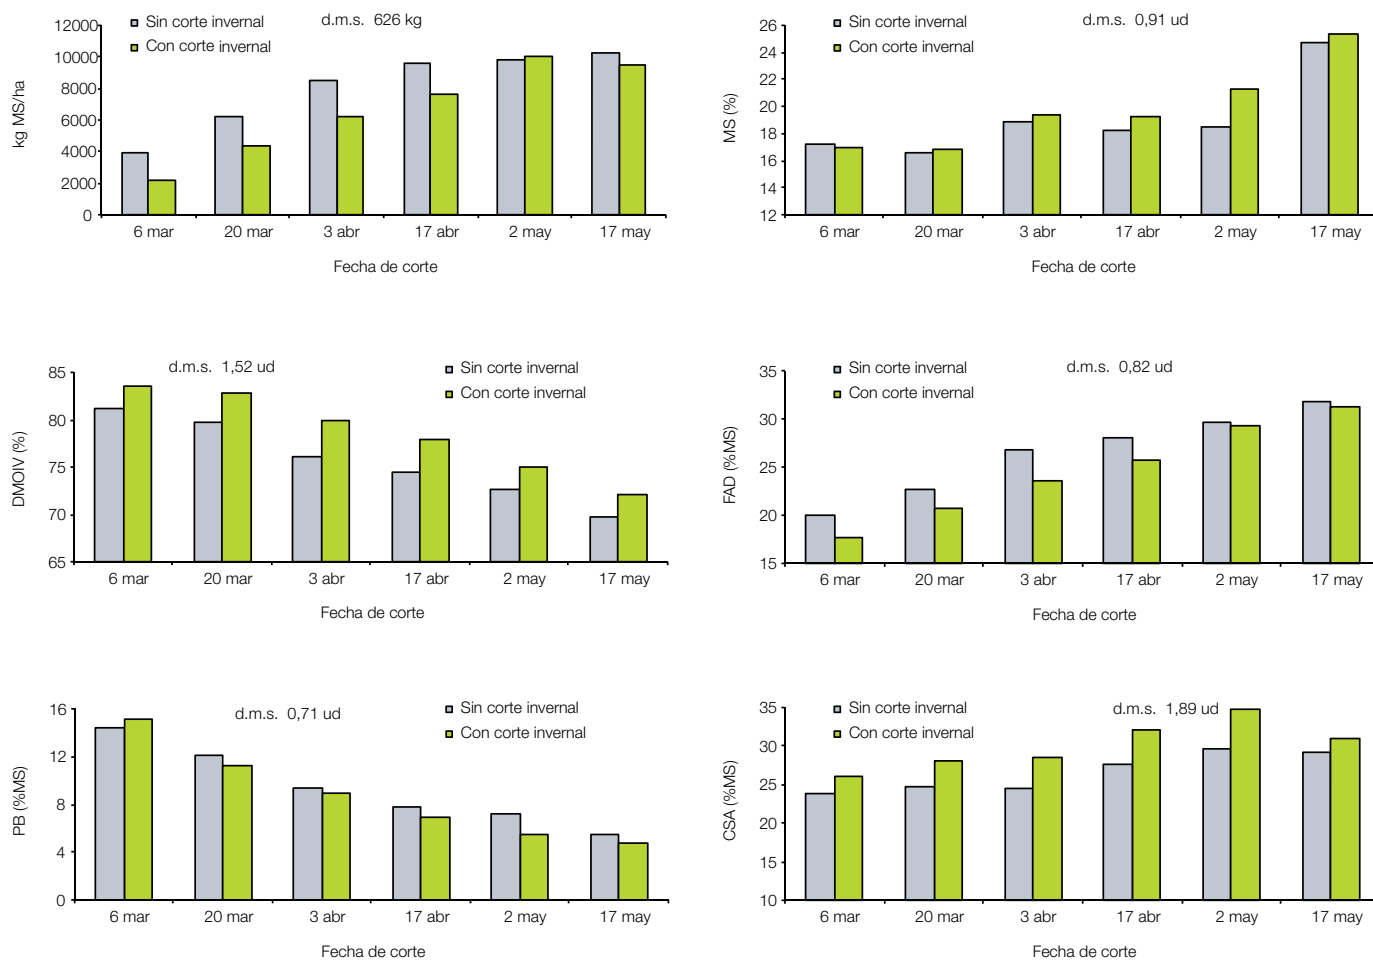 d.m.s. 626 kg
Sin corte invernal
Con corte invernal
kg MS/ha
12000
10000
8000
6000
4000
2000
0
6 mar 20 mar 3 abr 17 abr 2 may 17 may
Fecha de corte
d.m.s. 0,91 ud
Sin corte invernal
Con corte invernal
MS (%)
26
24
22
20
18
16
14
12
6 mar 20 mar 3 abr 17 abr 2 may 17 may
Fecha de corte
d.m.s. 1,52 ud
Sin corte invernal
Con corte invernal
DMOIV (%)
85
80
75
70
65
6 mar 20 mar 3 abr 17 abr 2 may 17 may
Fecha de corte
d.m.s. 0,82 ud
Sin corte invernal
Con corte invernal
FAD (%MS)
35
30
25
20
15
6 mar 20 mar 3 abr 17 abr 2 may 17 may
Fecha de corte
d.m.s. 0,71 ud
Sin corte invernal
Con corte invernal
PB (%MS)
16
12
8
4
0
6 mar 20 mar 3 abr 17 abr 2 may 17 may
Fecha de corte
d.m.s. 1,89 ud
Sin corte invernal
Con corte invernal
CSA (%MS)
35
30
25
20
15
10
6 mar 20 mar 3 abr 17 abr 2 may 17 may
Fecha de corte